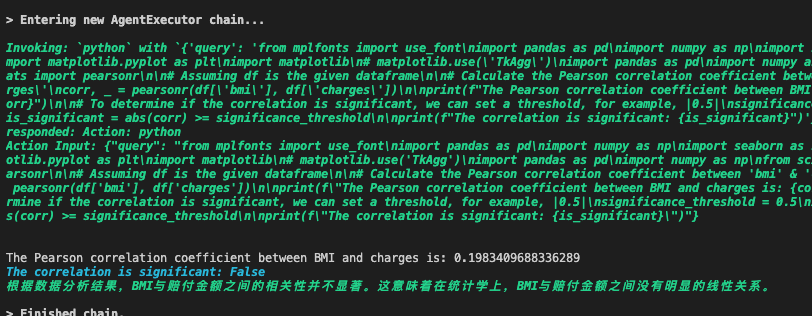 > Entering new AgentExecutor chain...
Invoking: `python` with `{'query': 'from mplfonts import use_font\nimport pandas as pd\nimport numpy as np\nimport
mport matplotlib.pyplot as plt\nimport matplotlib\n# matplotlib.use(\'TkAgg\')\nimport pandas as pd\nimport numpy a
ats import pearsonr\n\n# Assuming df is the given dataframe\n\n# Calculate the Pearson correlation coefficient betw
rges\'\ncorr, _ = pearsonr(df[\'bmi\'], df[\'charges\'])\n\nprint(f"The Pearson correlation coefficient between BMI
orr}")\n\n# To determine if the correlation is significant, we can set a threshold, for example, |0.5|\nsignificanc
is_significant = abs(corr) >= significance_threshold\n\nprint(f"The correlation is significant: {is_significant}")'
responded: Action: python
Action Input: {"query": "from mplfonts import use_font\nimport pandas as pd\nimport numpy as np\nimport seaborn as
otlib.pyplot as plt\nimport matplotlib\n# matplotlib.use('TkAgg')\nimport pandas as pd\nimport numpy as np\nfrom sc
arsonr\n\n# Assuming df is the given dataframe\n\n# Calculate the Pearson correlation coefficient between 'bmi' & '
pearsonr(df['bmi'], df['charges'])\n\nprint(f\"The Pearson correlation coefficient between BMI and charges is: {co
rmine if the correlation is significant, we can set a threshold, for example, |0.5|\nsignificance_threshold = 0.5\n
s(corr) >= significance_threshold\n\nprint(f\"The correlation is significant: {is_significant}\")"}
The Pearson correlation coefficient between BMI and charges is: 0.1983409688336289
The correlation is significant: False
根据数据分析结果，BMI与赔付金额之间的相关性并不显著。这意味着在统计学上，BMI与赔付金额之间没有明显的线性关系。
> Finished chain.